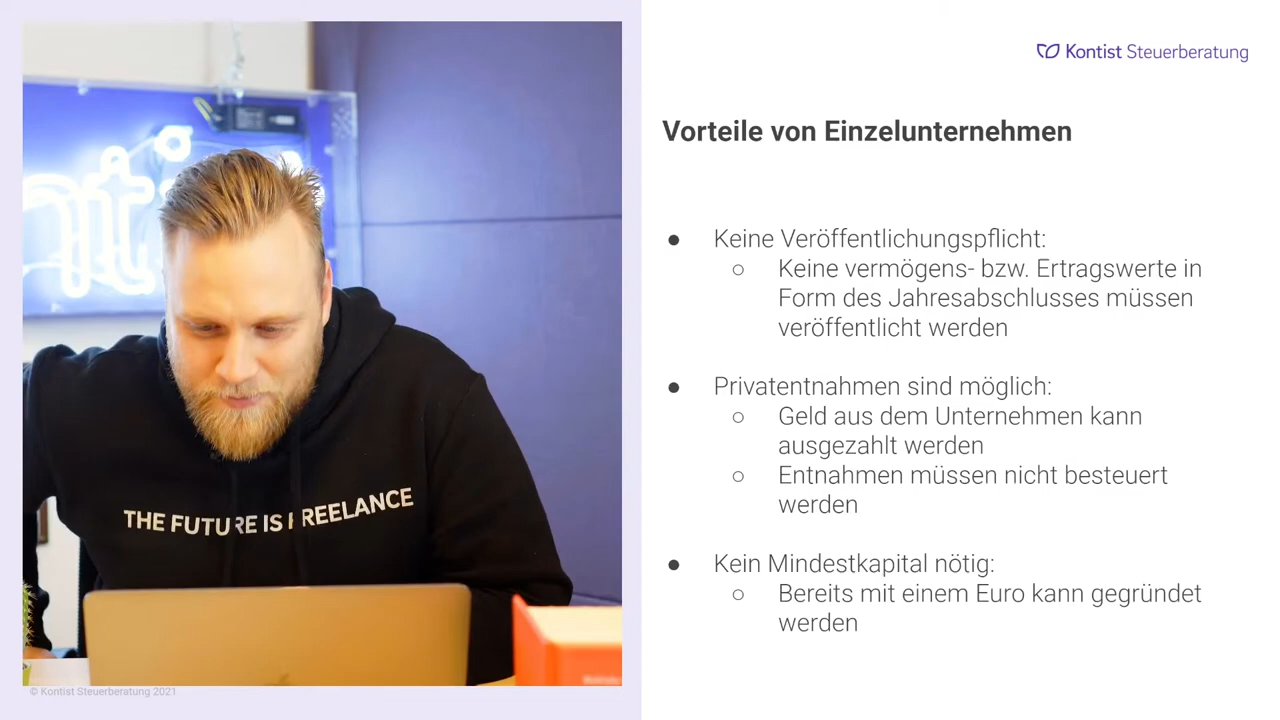 Kontist Steuerberatung
Vorteile von Einzelunternehmen
● Keine Veröffentlichungspflicht:
○ Keine vermögens- bzw. Ertragswerte in
Form des Jahresabschlusses müssen
veröffentlicht werden
● Privatentnahmen sind möglich:
○ Geld aus dem Unternehmen kann
ausgezahlt werden
○ Entnahmen müssen nicht besteuert
werden
● Kein Mindestkapital nötig:
○ Bereits mit einem Euro kann gegründet
werden
THE FUTURE IS FREELANCE
© Kontist Steuerberatung 2021